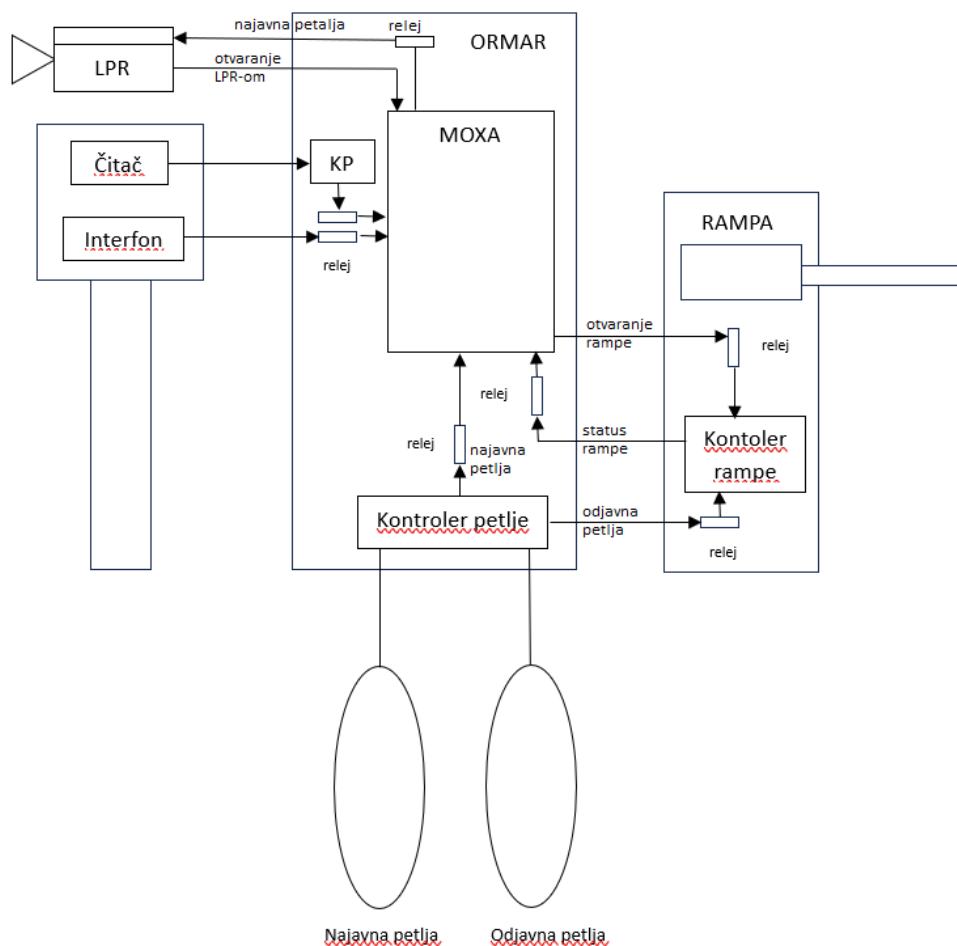 najavna petalja
relej
ORMAR
LPR
otvaranje
LPR-om
MOXA
Čitač
KP
Interfon
relej
RAMPA
otvaranje
rampe
relej
relej
status
rampe
Kontoler
rampe
relej
najavna
petlja
Kontroler petlje
odjavna
petlja
relej
Najavna petlja
Odjavna petlja